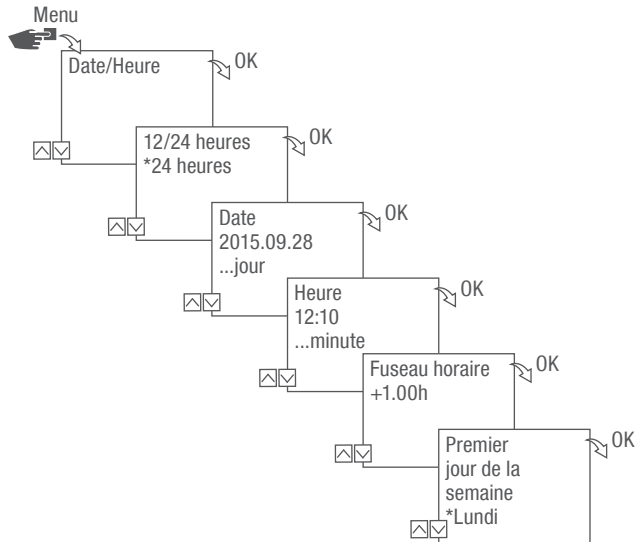 Menu
Date/Heure
OK
12/24 heures
*24 heures
OK
Date
2015.09.28
...jour
OK
Heure
12:10
...minute
OK
Fuseau horaire
+1.00h
OK
Premier
jour de la
semaine
*Lundi
OK